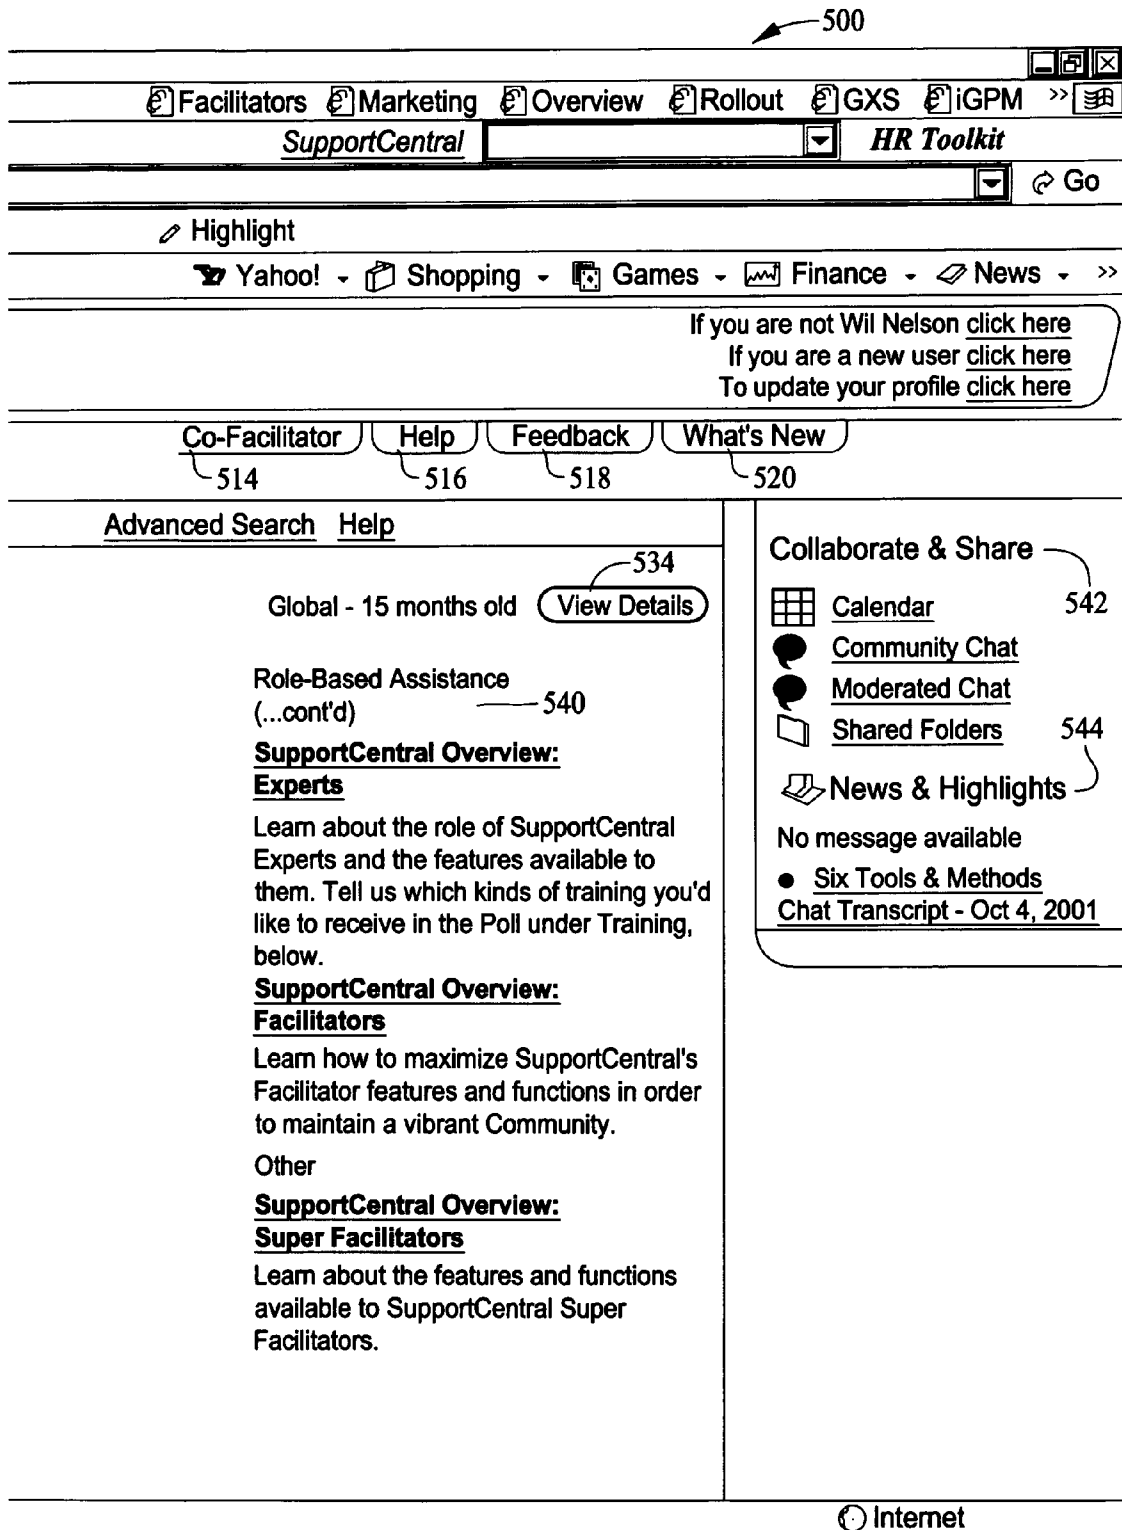 500
Facilitators Marketing Overview Rollout GXS iGPM >>
SupportCentral HR Toolkit
Go
Highlight
Yahoo! - Shopping - Games - Finance - News - >>
If you are not Wil Nelson click here
If you are a new user click here
To update your profile click here
Co-Facilitator Help Feedback What's New
514 516 518 520
Advanced Search Help
534
Global - 15 months old View Details
Role-Based Assistance
(...cont'd) 540
SupportCentral Overview:
Experts
Learn about the role of SupportCentral
Experts and the features available to
them. Tell us which kinds of training you'd
like to receive in the Poll under Training,
below.
SupportCentral Overview:
Facilitators
Learn how to maximize SupportCentral's
Facilitator features and functions in order
to maintain a vibrant Community.
Other
SupportCentral Overview:
Super Facilitators
Learn about the features and functions
available to SupportCentral Super
Facilitators.
Collaborate & Share
Calendar 542
Community Chat
Moderated Chat
Shared Folders 544
News & Highlights
No message available
• Six Tools & Methods
Chat Transcript - Oct 4, 2001
Internet